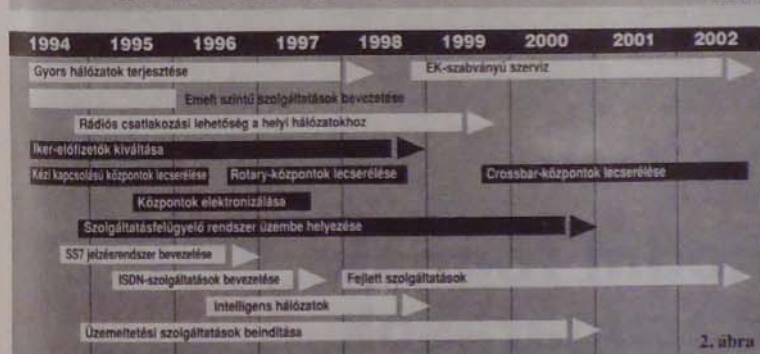 1994 1995 1996 1997 1998 1999 2000 2001 2002
Gyors hálózatok terjesztése EK-szabványú szerviz
Emelt szintű szolgáltatások bevezetése
Rádiós csatlakozási lehetőség a helyi hálózatokhoz
Iker-előfizetők kiváltása
Kézi kapcsolású központok lecserélése Rotary-központok lecserélése Crossbar-központok lecserélése
Központok elektronizálása
Szolgáltatásfelügyelő rendszer üzembe helyezése
SS7 jelzésrendszer bevezetése
ISDN-szolgáltatások bevezetése Fejlett szolgáltatások
Intelligens hálózatok
Üzemeltetési szolgáltatások beindítása
2. ábra